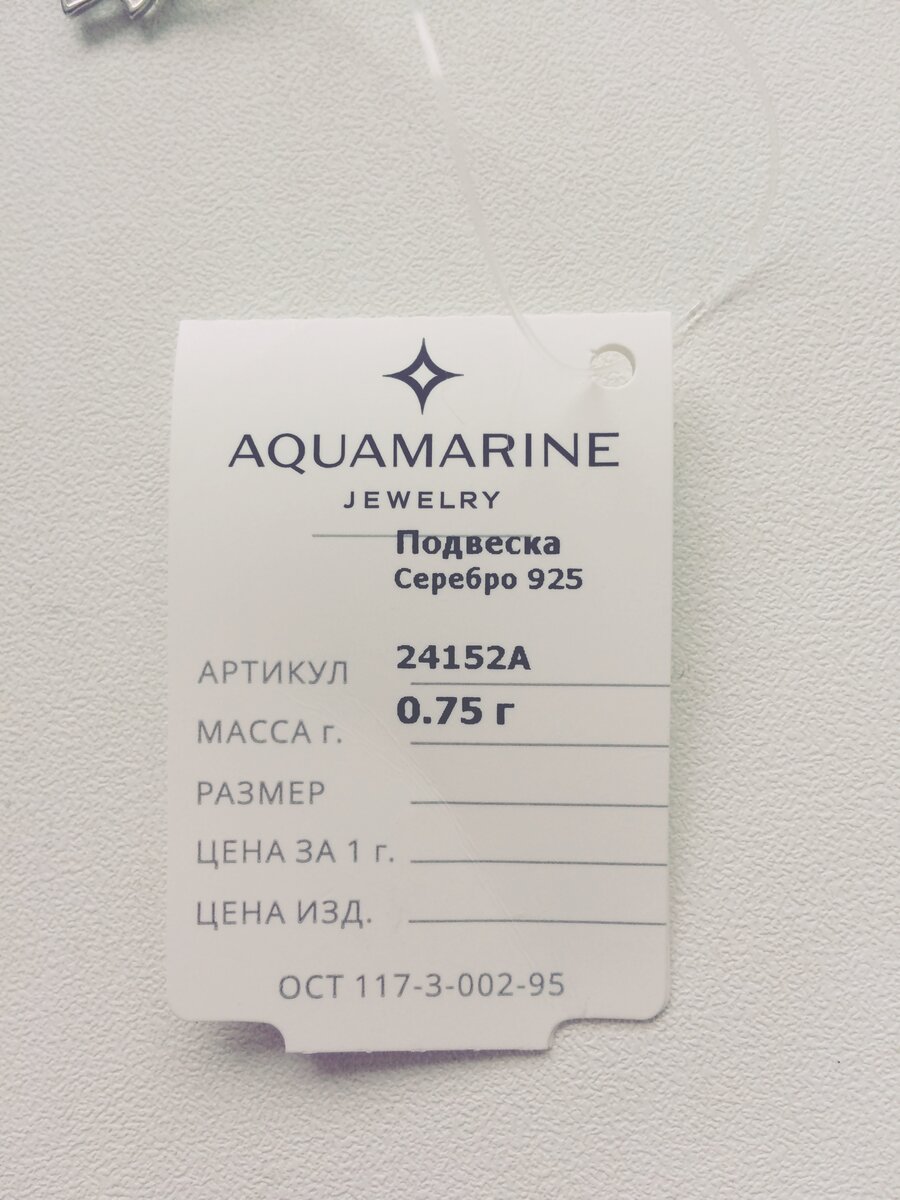 AQUAMARINE
JEWELRY
Подвеска
Серебро 925
АРТИКУЛ 24152А
МАССА г. 0.75 г
РАЗМЕР
ЦЕНА ЗА 1 г.
ЦЕНА ИЗД.
ОСТ 117-3-002-95